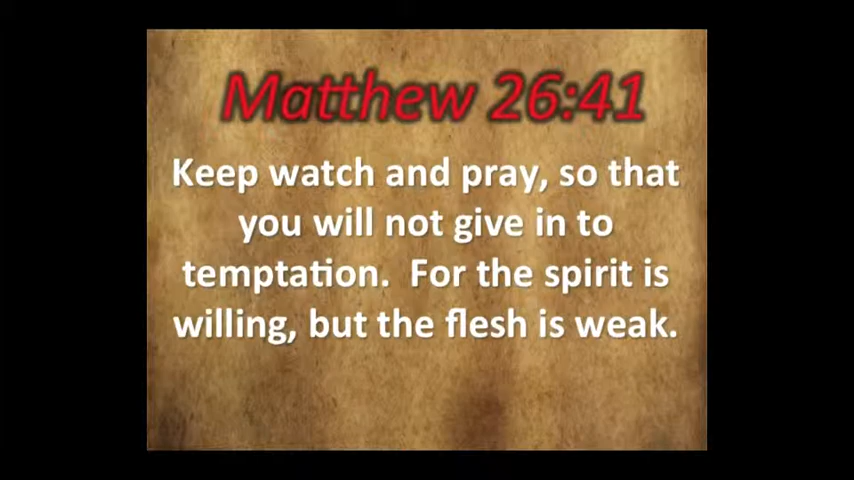 Matthew 26:41
Keep watch and pray, so that
you will not give in to
temptation.  For the spirit is
willing, but the flesh is weak.